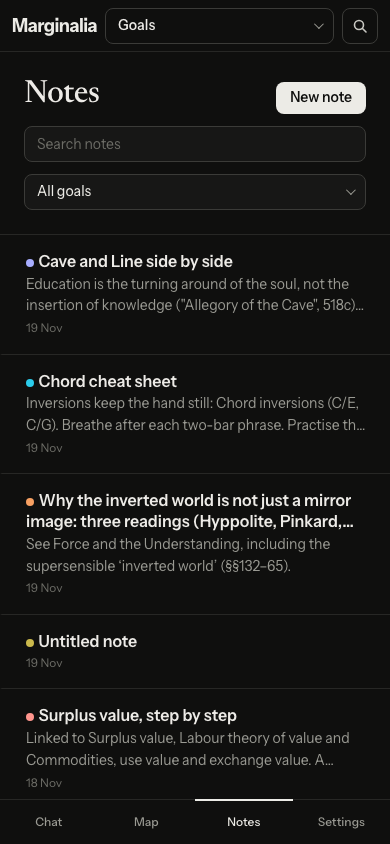 Marginalia
Goals
Notes
New note
Search notes
All goals
Cave and Line side by side
Education is the turning around of the soul, not the
insertion of knowledge ("Allegory of the Cave", 518c)...
19 Nov
Chord cheat sheet
Inversions keep the hand still: Chord inversions (C/E,
C/G). Breathe after each two-bar phrase. Practise th...
19 Nov
Why the inverted world is not just a mirror
image: three readings (Hyppolite, Pinkard,...
See Force and the Understanding, including the
supersensible ‘inverted world’ (§§132–65).
19 Nov
Untitled note
19 Nov
Surplus value, step by step
Linked to Surplus value, Labour theory of value and
Commodities, use value and exchange value. A...
18 Nov
Chat
Map
Notes
Settings